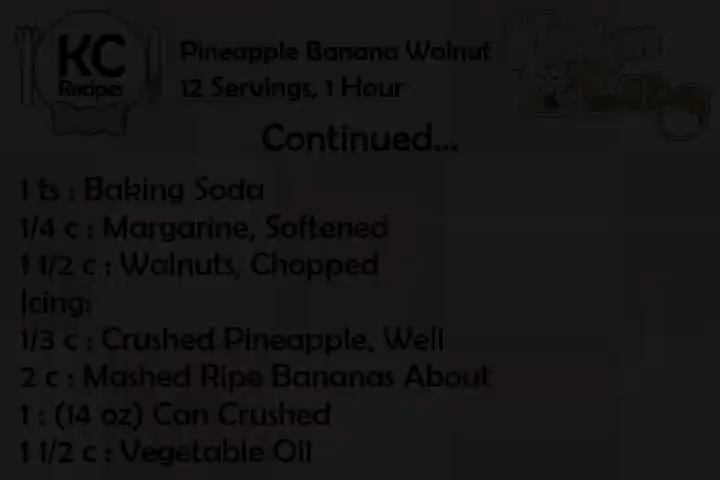 KC
Recipes
Pineapple Banana Walnut
12 Servings, 1 Hour
Continued...
1 ts : Baking Soda
1/4 c : Margarine, Softened
1 1/2 c : Walnuts, Chopped
Icing:
1/3 c : Crushed Pineapple, Well
2 c : Mashed Ripe Bananas About
1 : (14 oz) Can Crushed
1 1/2 c : Vegetable Oil